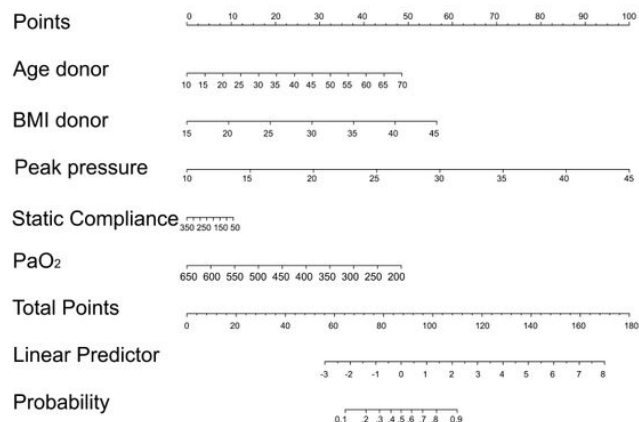 Points 0 10 20 30 40 50 60 70 80 90 100
Age donor
10 15 20 25 30 35 40 45 50 55 60 65 70
BMI donor
15 20 25 30 35 40 45
Peak pressure
10 15 20 25 30 35 40 45
Static Compliance
350 250 150 50
PaO₂
650 600 550 500 450 400 350 300 250 200
Total Points
0 20 40 60 80 100 120 140 160 180
Linear Predictor
-3 -2 -1 0 1 2 3 4 5 6 7 8
Probability
0.1 .2 .3 .4 .5 .6 .7 .8 0.9